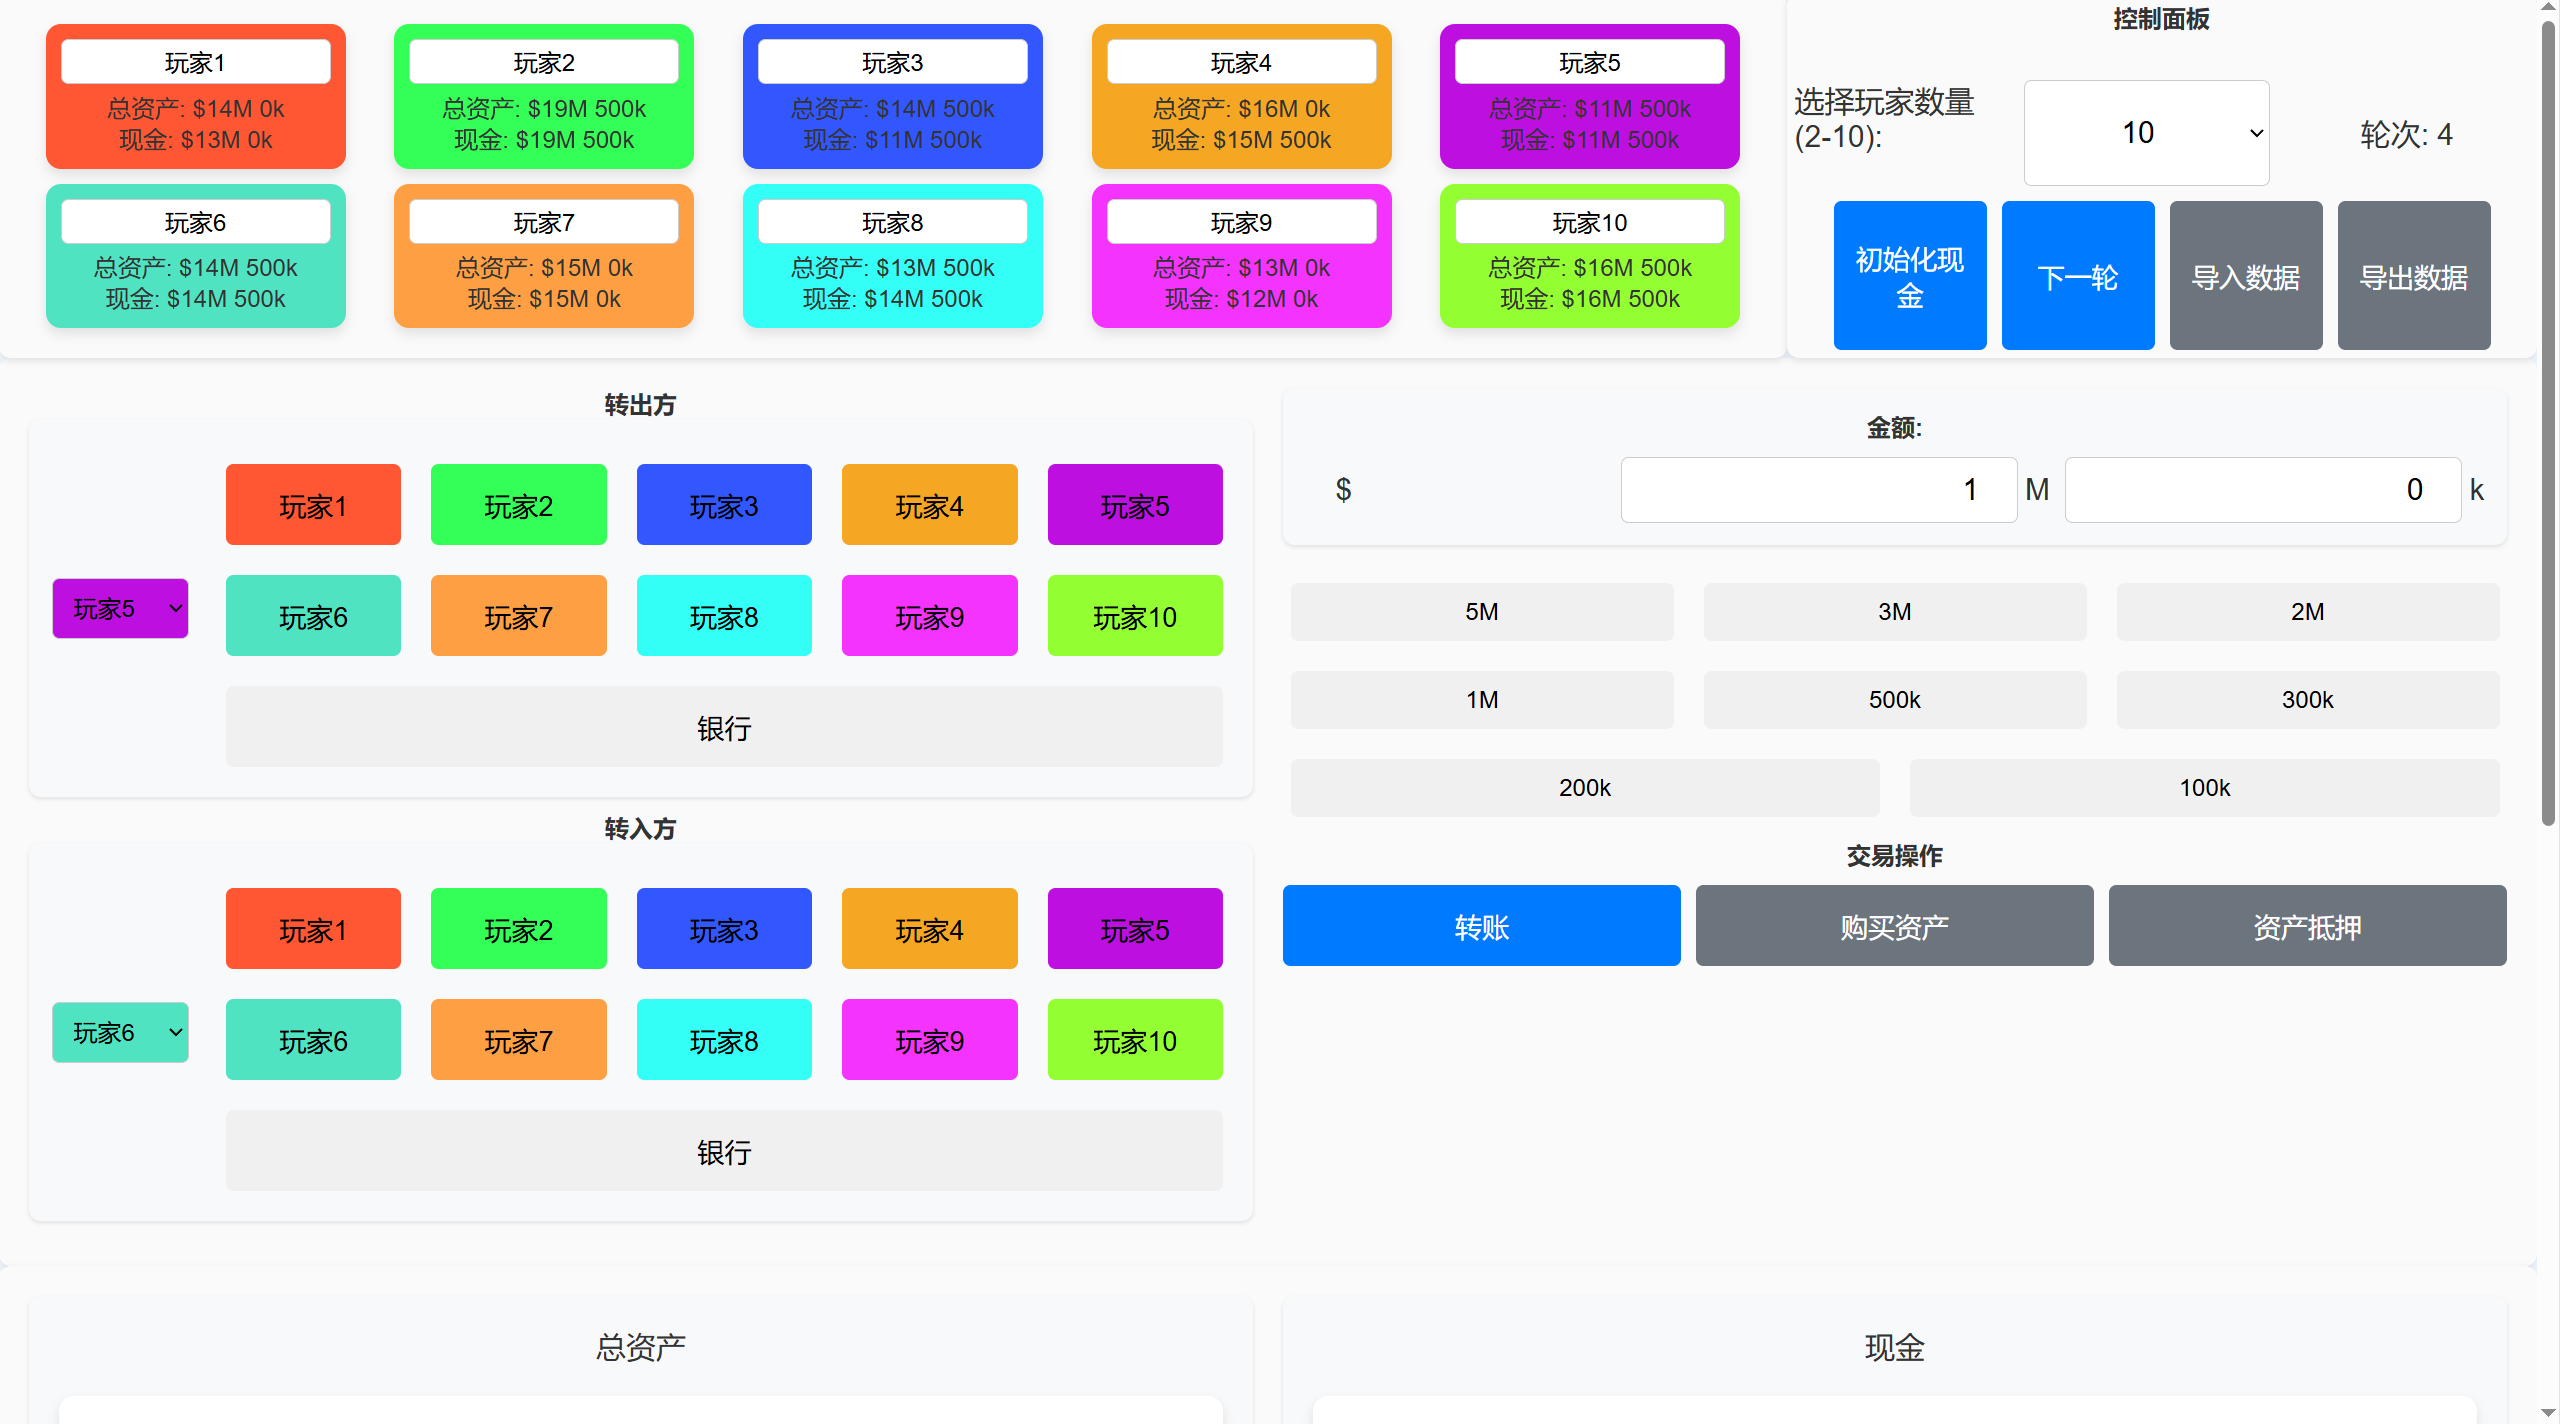 玩家1
总资产: $14M 0k
现金: $13M 0k
玩家2
总资产: $19M 500k
现金: $19M 500k
玩家3
总资产: $14M 500k
现金: $11M 500k
玩家4
总资产: $16M 0k
现金: $15M 500k
玩家5
总资产: $11M 500k
现金: $11M 500k
玩家6
总资产: $14M 500k
现金: $14M 500k
玩家7
总资产: $15M 0k
现金: $15M 0k
玩家8
总资产: $13M 500k
现金: $14M 500k
玩家9
总资产: $13M 0k
现金: $12M 0k
玩家10
总资产: $16M 500k
现金: $16M 500k
控制面板
选择玩家数量
(2-10):
10
轮次: 4
初始化现
金
下一轮
导入数据
导出数据
转出方
玩家5
玩家1
玩家2
玩家3
玩家4
玩家5
玩家6
玩家7
玩家8
玩家9
玩家10
银行
转入方
玩家6
玩家1
玩家2
玩家3
玩家4
玩家5
玩家6
玩家7
玩家8
玩家9
玩家10
银行
金额:
$ 1 M 0 k
5M
3M
2M
1M
500k
300k
200k
100k
交易操作
转账
购买资产
资产抵押
总资产
现金